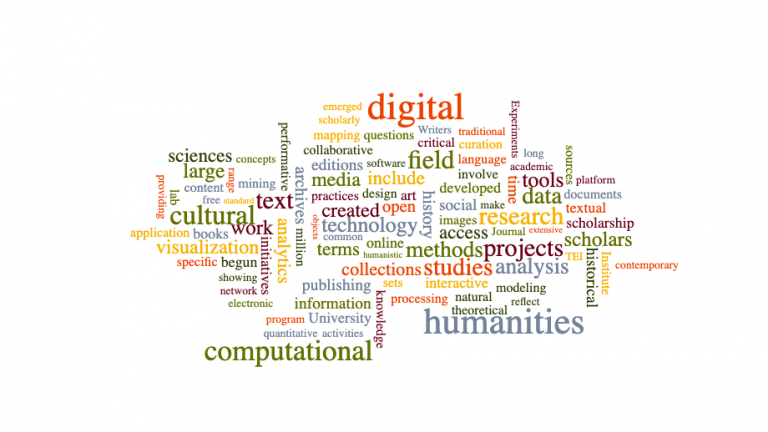 digital
emerged
scholarly
Experiments
performative
mapping
questions
Writers
traditional
critical
curation
long
sources
collaborative
sciences
concepts
editions
software
field
language
academic
large
providing
range
mining
archives
media
include
involve
time
tools
platform
lab
content
practices
design
art
history
developed
data
documents
free
standard
text
created
open
social
make
textual
cultural
objects
technology
images
research
scholarship
application
books
work
initiatives
analytics
million
common
access
Journal
extensive
visualization
terms
online
methods
projects
scholars
specific
begun
humanistic
TEI
Institute
historical
showing
collections
studies
analysis
contemporary
network
publishing
sets
interactive
modeling
electronic
information
knowledge
processing
natural
reflect
program
University
theoretical
humanities
quantitative
activities
computational